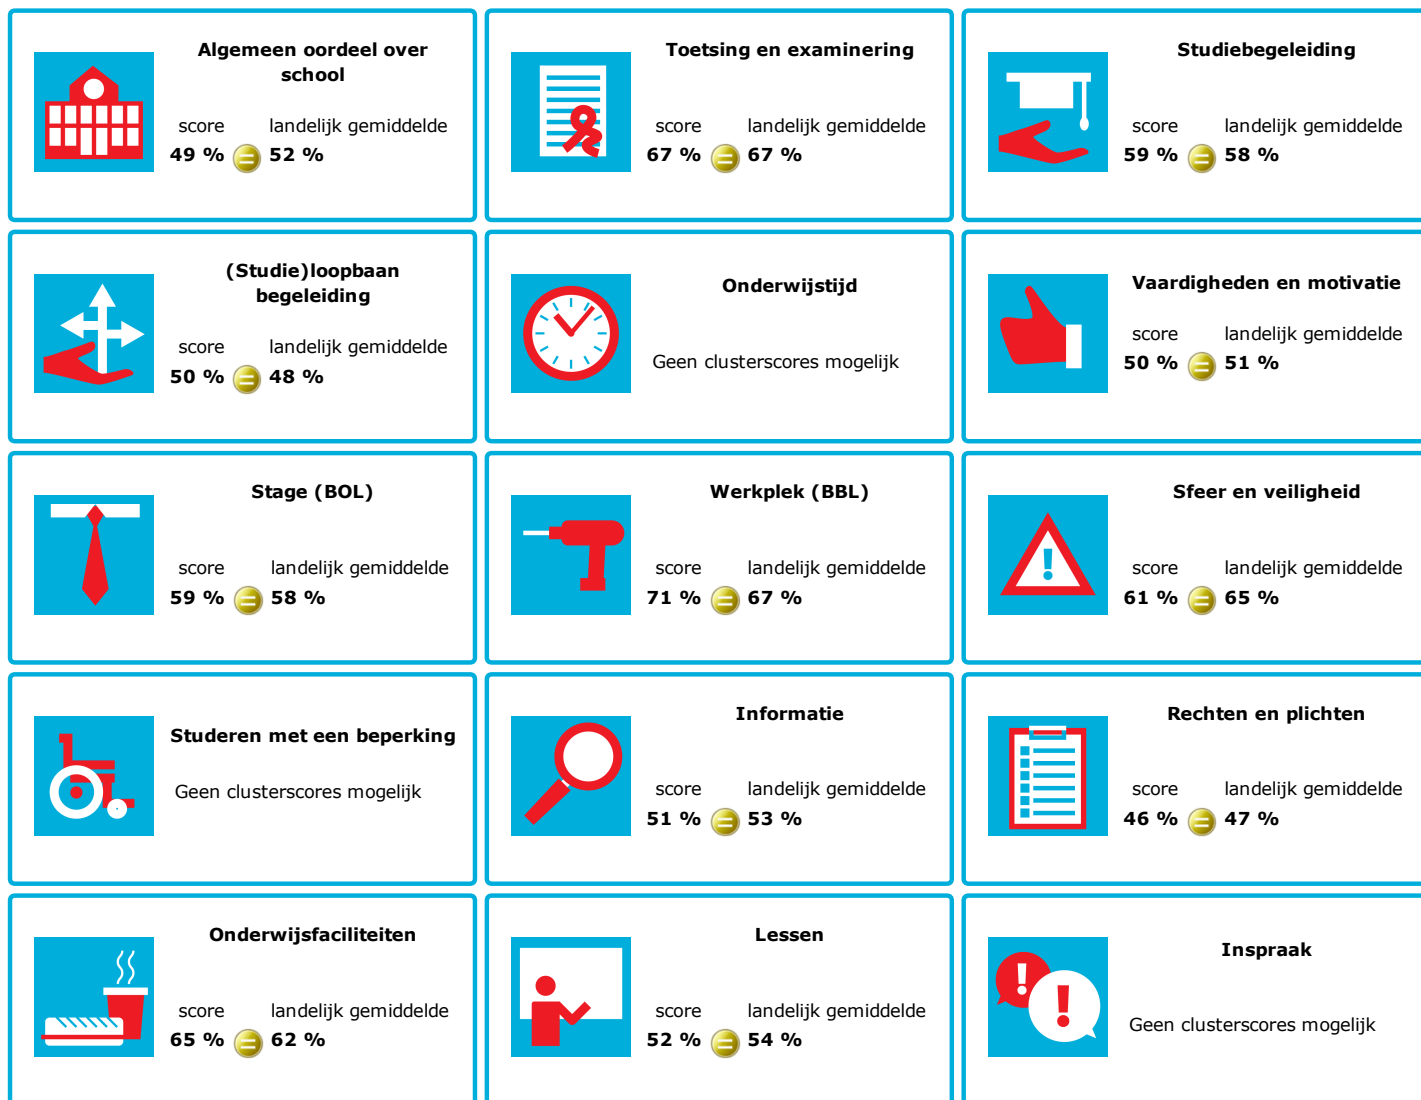 Algemeen oordeel over
school
score landelijk gemiddelde
49 % = 52 %
Toetsing en examinering
score landelijk gemiddelde
67 % = 67 %
Studiebegeleiding
score landelijk gemiddelde
59 % = 58 %
(Studie)loopbaan
begeleiding
score landelijk gemiddelde
50 % = 48 %
Onderwijstijd
Geen clusterscores mogelijk
Vaardigheden en motivatie
score landelijk gemiddelde
50 % = 51 %
Stage (BOL)
score landelijk gemiddelde
59 % = 58 %
Werkplek (BBL)
score landelijk gemiddelde
71 % = 67 %
Sfeer en veiligheid
score landelijk gemiddelde
61 % = 65 %
Studeren met een beperking
Geen clusterscores mogelijk
Informatie
score landelijk gemiddelde
51 % = 53 %
Rechten en plichten
score landelijk gemiddelde
46 % = 47 %
Onderwijsfaciliteiten
score landelijk gemiddelde
65 % = 62 %
Lessen
score landelijk gemiddelde
52 % = 54 %
Inspraak
Geen clusterscores mogelijk